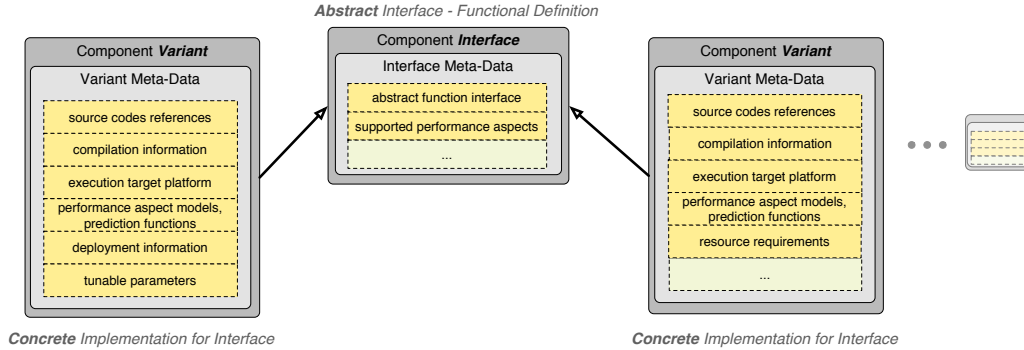 Abstract Interface - Functional Definition
Component Variant
Variant Meta-Data
source codes references
compilation information
execution target platform
performance aspect models,
prediction functions
deployment information
tunable parameters
Concrete Implementation for Interface
Component Interface
Interface Meta-Data
abstract function interface
supported performance aspects
...
Component Variant
Variant Meta-Data
source codes references
compilation information
execution target platform
performance aspect models,
prediction functions
resource requirements
...
Concrete Implementation for Interface